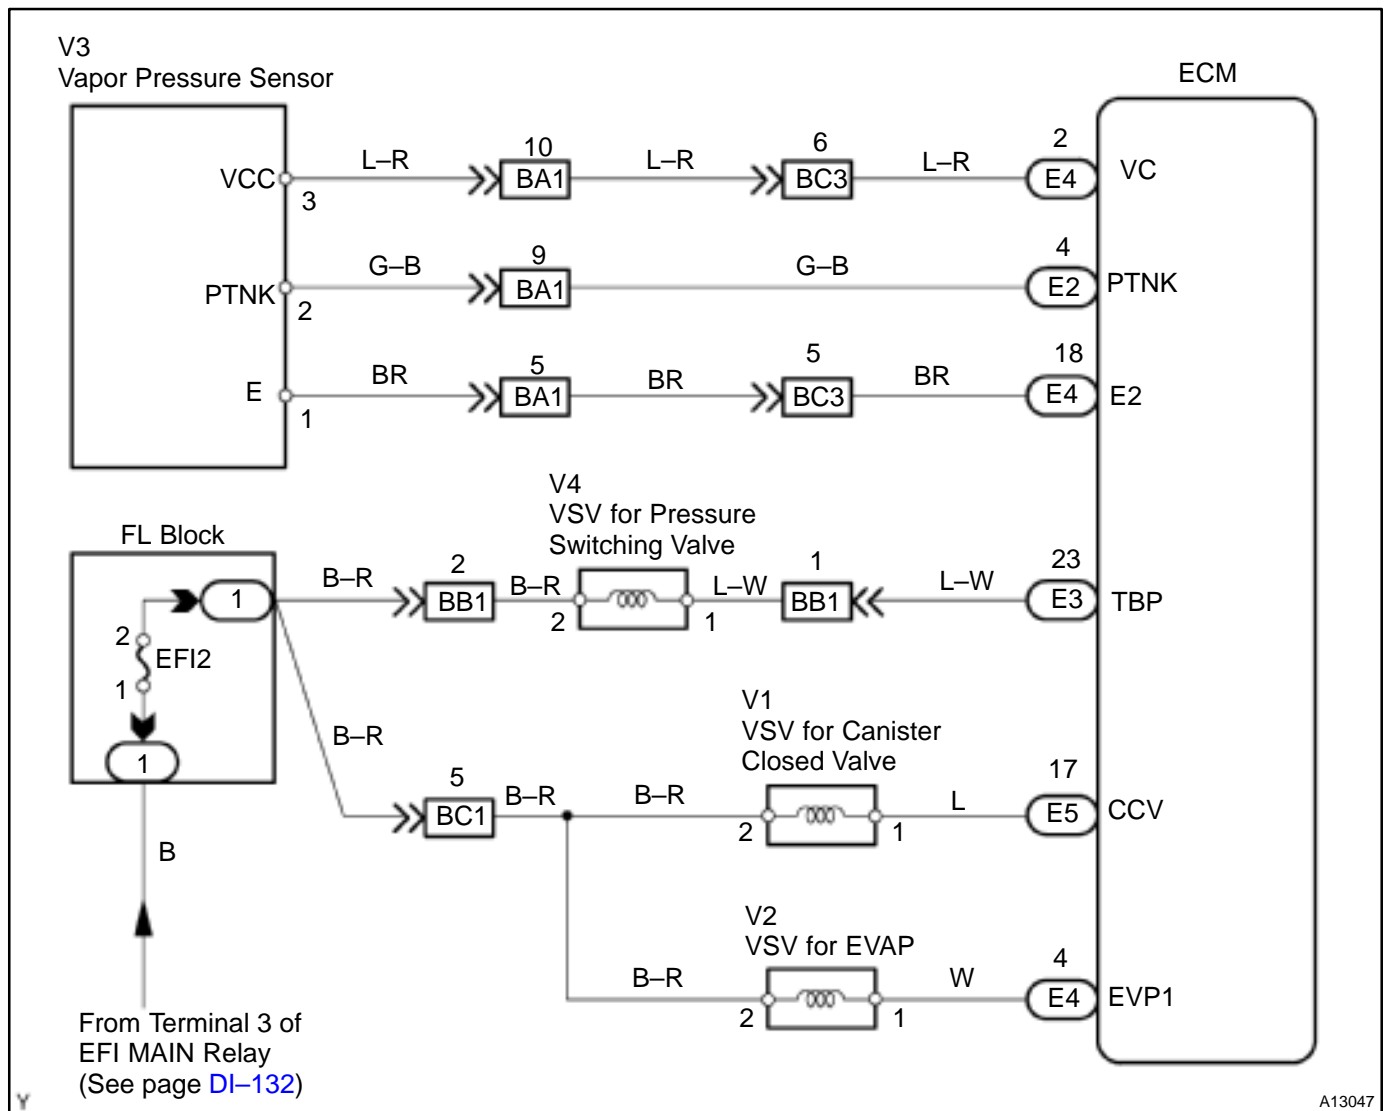 V3
Vapor Pressure Sensor
ECM
VCC
3
L–R
10
BA1
L–R
6
BC3
L–R
2
E4
VC
PTNK
2
G–B
9
BA1
G–B
4
E2
PTNK
E
1
BR
5
BA1
BR
5
BC3
BR
18
E4
E2
FL Block
V4
VSV for Pressure
Switching Valve
1
2
EFI2
1
1
B–R
2
BB1
B–R
2
1
L–W
1
BB1
L–W
23
E3
TBP
V1
VSV for Canister
Closed Valve
B–R
5
BC1
B–R
B–R
2
1
L
17
E5
CCV
B
V2
VSV for EVAP
B–R
2
1
W
4
E4
EVP1
From Terminal 3 of
EFI MAIN Relay
(See page DI–132)
Y
A13047